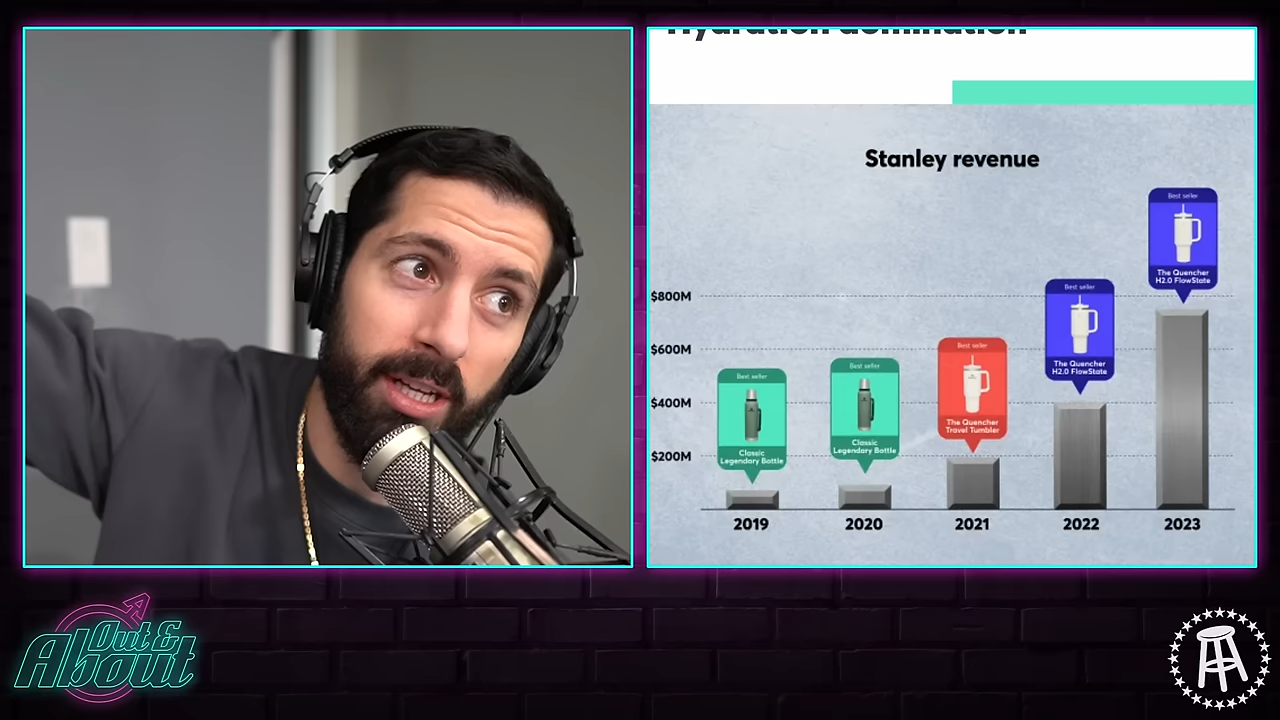 Hydration domination
Stanley revenue
Best seller
The Quencher
H2.0 FlowState
Best seller
The Quencher
H2.0 FlowState
Best seller
The Quencher
Travel Tumbler
Best seller
Classic
Legendary Bottle
Best seller
Classic
Legendary Bottle
$800M
$600M
$400M
$200M
2019 2020 2021 2022 2023
Out &
About